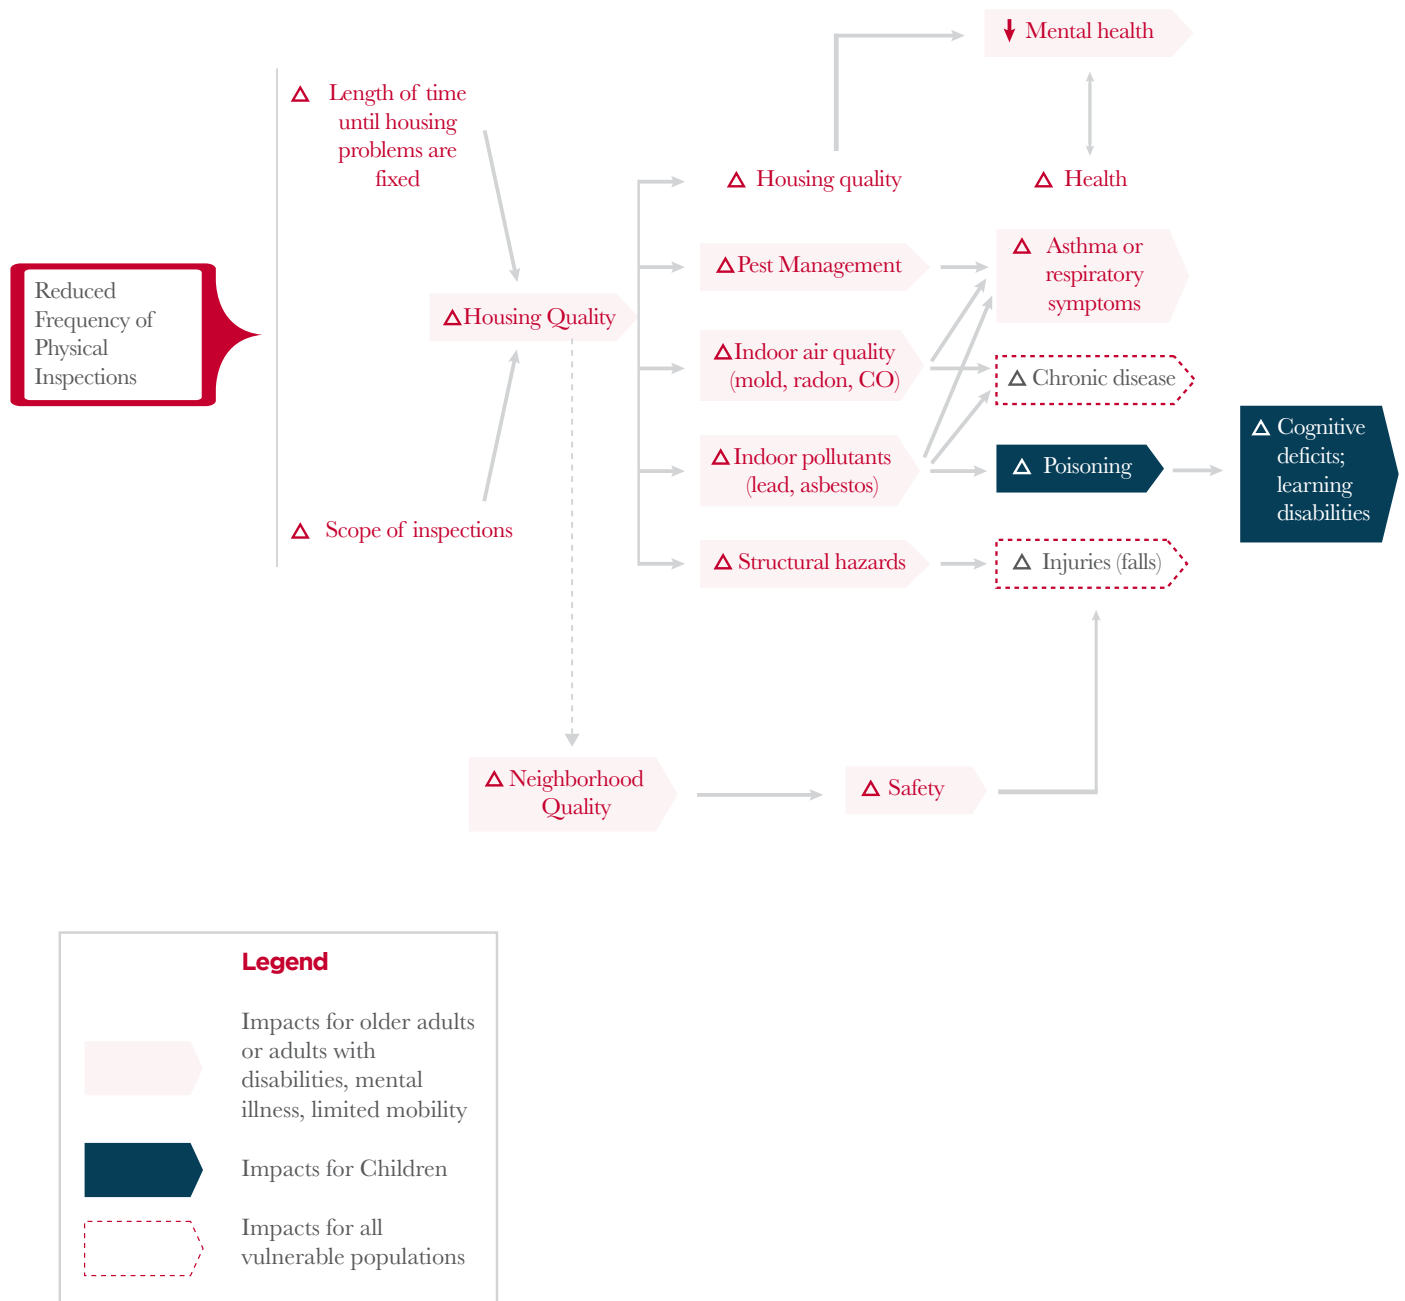 Mental health
Length of time
until housing
problems are
fixed
Housing quality
Health
Reduced
Frequency of
Physical
Inspections
Housing Quality
Pest Management
Asthma or
respiratory
symptoms
Indoor air quality
(mold, radon, CO)
Chronic disease
Indoor pollutants
(lead, asbestos)
Poisoning
Cognitive
deficits;
learning
disabilities
Scope of inspections
Structural hazards
Injuries (falls)
Neighborhood
Quality
Safety
Legend
Impacts for older adults
or adults with
disabilities, mental
illness, limited mobility
Impacts for Children
Impacts for all
vulnerable populations